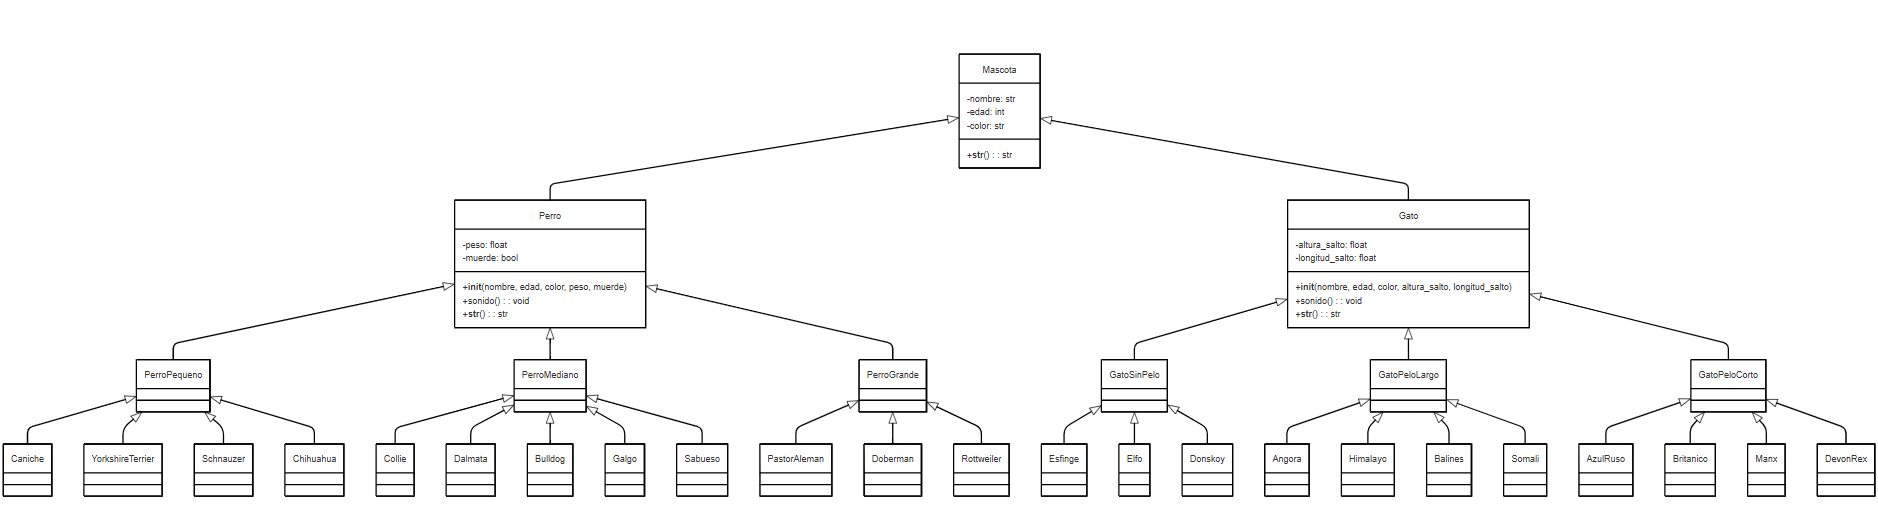 Mascota
-nombre: str
-edad: int
-color: str
+str() : : str
Perro
-peso: float
-muerde: bool
+init(nombre, edad, color, peso, muerde)
+sonido() : : void
+str() : : str
Gato
-altura_salto: float
-longitud_salto: float
+init(nombre, edad, color, altura_salto, longitud_salto)
+sonido() : : void
+str() : : str
PerroPequeno
PerroMediano
PerroGrande
GatoSinPelo
GatoPeloLargo
GatoPeloCorto
Caniche
YorkshireTerrier
Schnauzer
Chihuahua
Collie
Dalmata
Bulldog
Galgo
Sabueso
PastorAleman
Doberman
Rottweiler
Esfinge
Elfo
Donskoy
Angora
Himalayo
Balines
Somali
AzulRuso
Britanico
Manx
DevonRex